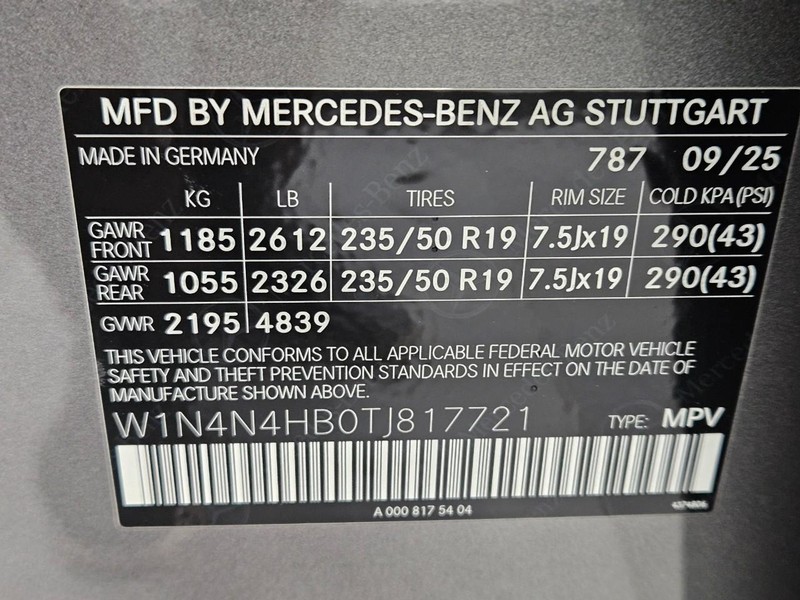 MFD BY MERCEDES-BENZ AG STUTTGART
MADE IN GERMANY 787 09/25
KG LB TIRES RIM SIZE COLD KPA(PSI)
GAWR FRONT 1185 2612 235/50 R19 7.5Jx19 290(43)
GAWR REAR 1055 2326 235/50 R19 7.5Jx19 290(43)
GVWR 2195 4839
THIS VEHICLE CONFORMS TO ALL APPLICABLE FEDERAL MOTOR VEHICLE
SAFETY AND THEFT PREVENTION STANDARDS IN EFFECT ON THE DATE OF
MANUFACTURE SHOWN ABOVE.
W1N4N4HB0TJ817721 TYPE: MPV
A 000 817 54 04